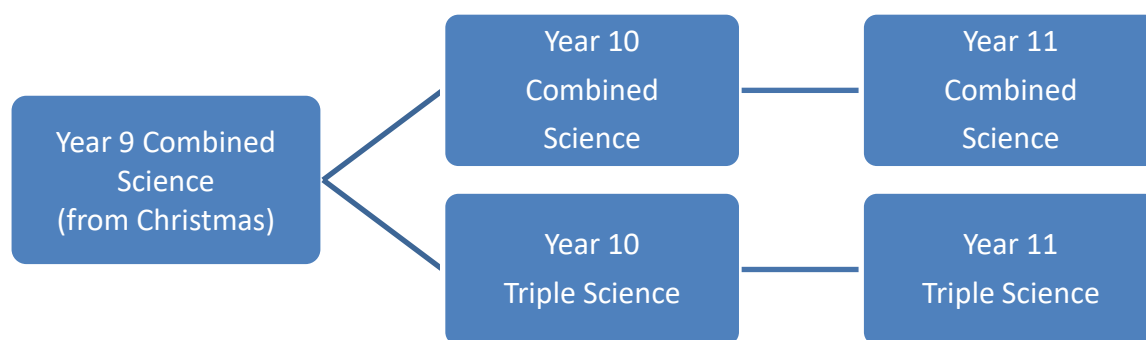 Year 9 Combined
Science
(from Christmas)
Year 10
Combined
Science
Year 11
Combined
Science
Year 10
Triple Science
Year 11
Triple Science